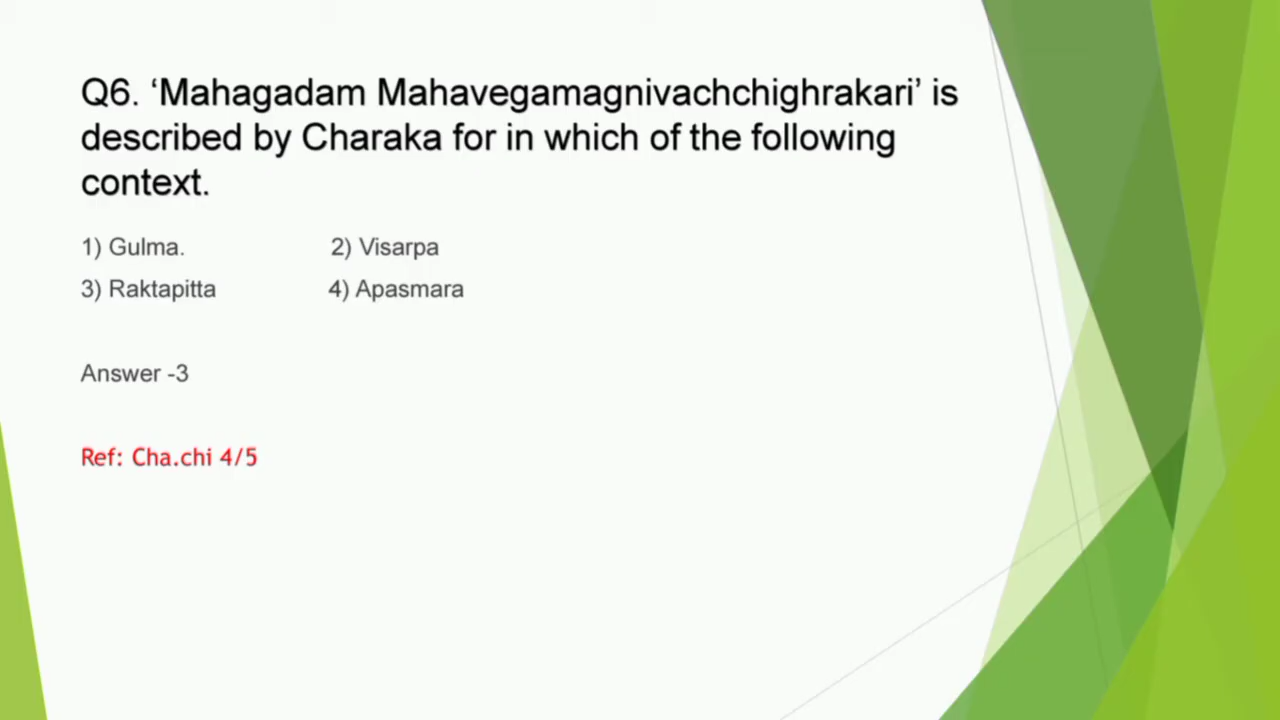 Q6. ‘Mahagadam Mahavegamagnivachchighrakari’ is
described by Charaka for in which of the following
context.
1) Gulma. 2) Visarpa
3) Raktapitta 4) Apasmara
Answer -3
Ref: Cha.chi 4/5